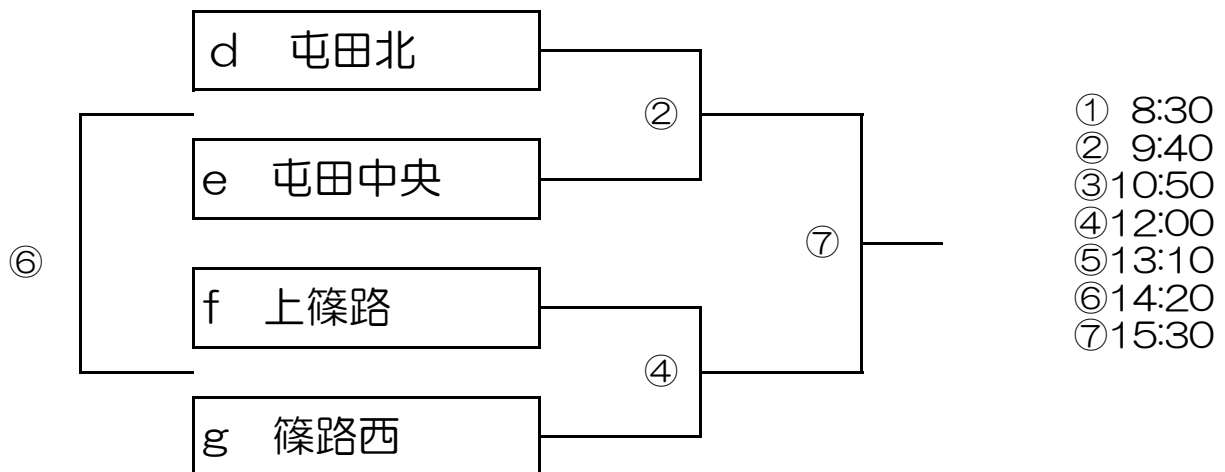 d 屯田北
②
e 屯田中央
⑥
⑦
f 上篠路
④
g 篠路西
① 8:30
② 9:40
③10:50
④12:00
⑤13:10
⑥14:20
⑦15:30